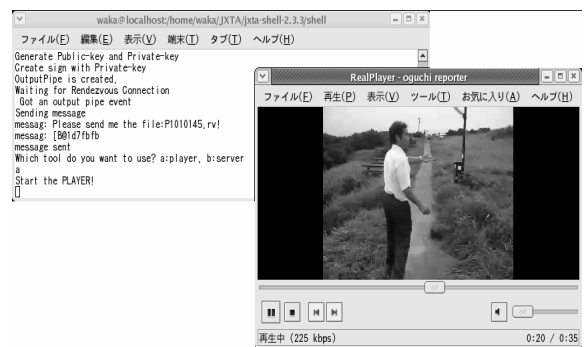 waka@localhost:/home/waka/JXTA/jxta-shell-2.3.3/shell
ファイル(F) 編集(E) 表示(V) 端末(T) タブ(T) ヘルプ(H)
Generate Public-key and Private-key
Create sign with Private-key
OutputPipe is created.
Waiting for Rendezvous Connection
Got an output pipe event
Sending message
messag: Please send me the file:P1010145.rv!
messag: [B@1d7fbfb
message sent
Which tool do you want to use? a:player, b:server
a
Start the PLAYER!
RealPlayer - oguchi reporter
ファイル(F) 再生(P) 表示(V) ツール(T) お気に入り(A) ヘルプ(H)
再生中 (225 kbps)
0:20 / 0:35